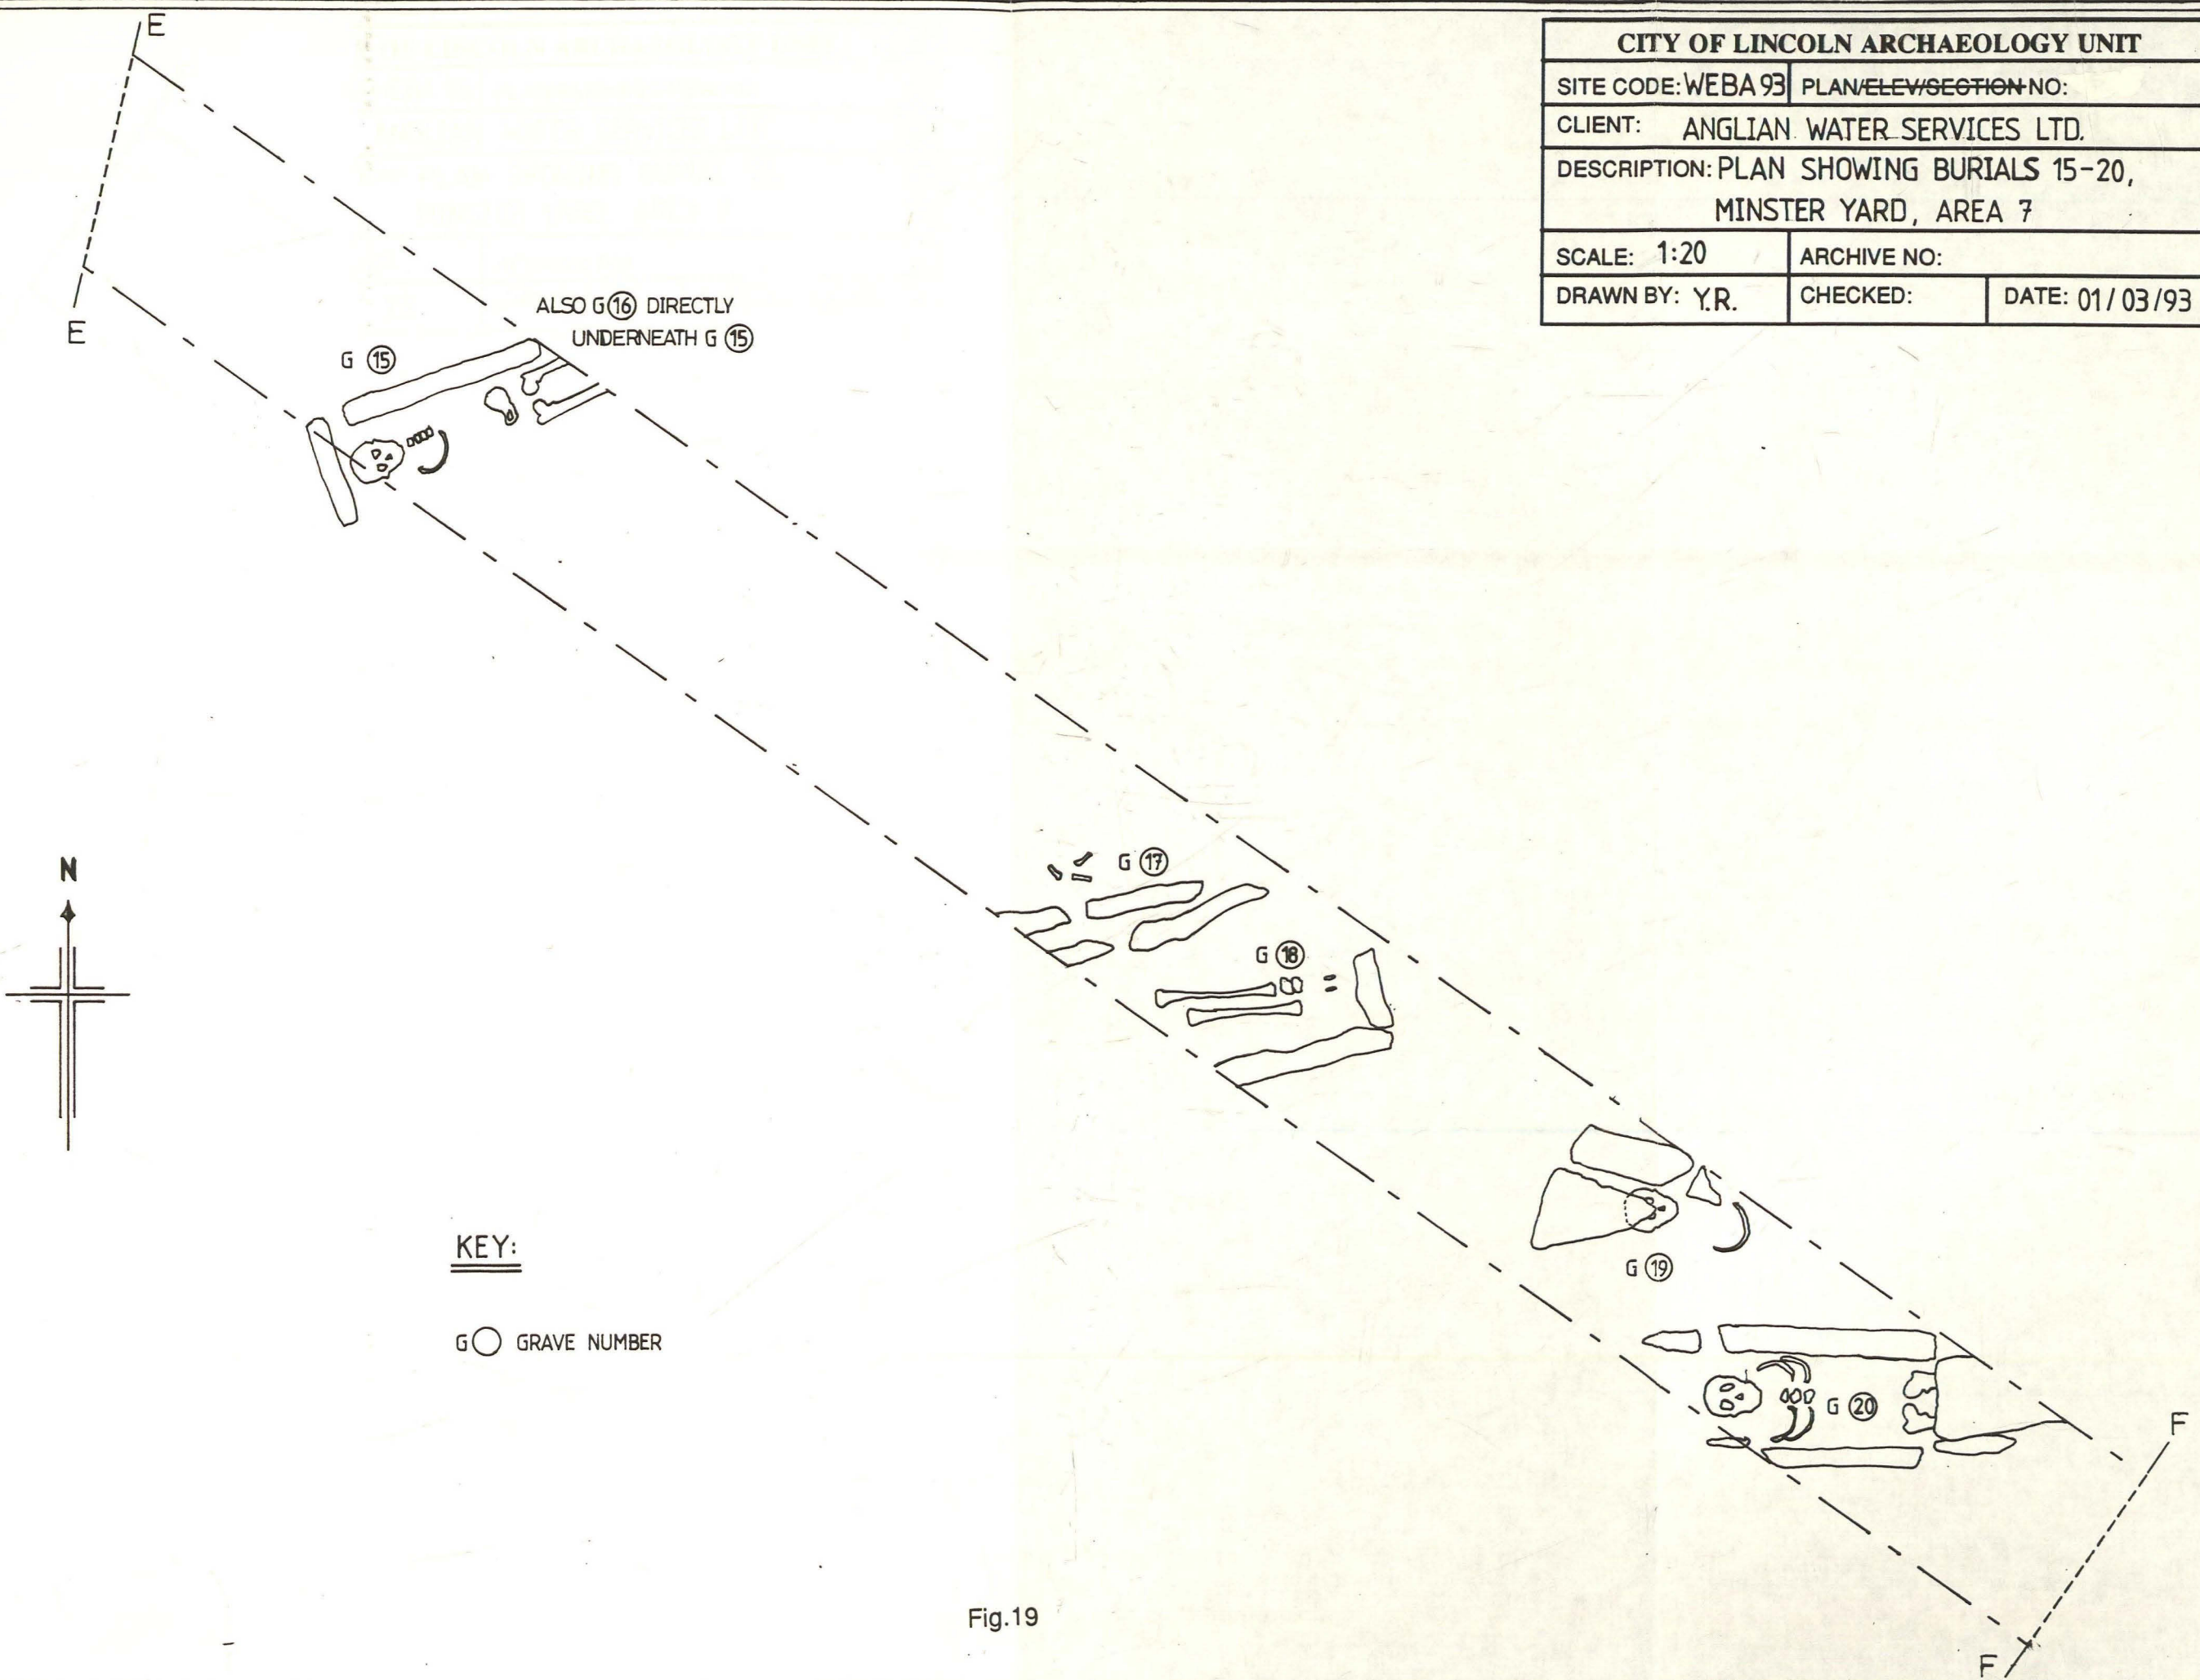 E
CITY OF LINCOLN ARCHAEOLOGY UNIT
SITE CODE: WEBA 93 PLAN/ELEV/SECTION NO:
CLIENT: ANGLIAN WATER SERVICES LTD.
DESCRIPTION: PLAN SHOWING BURIALS 15-20,
MINSTER YARD, AREA 7
SCALE: 1:20 ARCHIVE NO:
DRAWN BY: Y.R. CHECKED: DATE: 01/03/93
E
ALSO G 16 DIRECTLY
UNDERNEATH G 15
G 15
N
G 17
G 18
G 19
KEY:
G GRAVE NUMBER
G 20
F
Fig.19
F